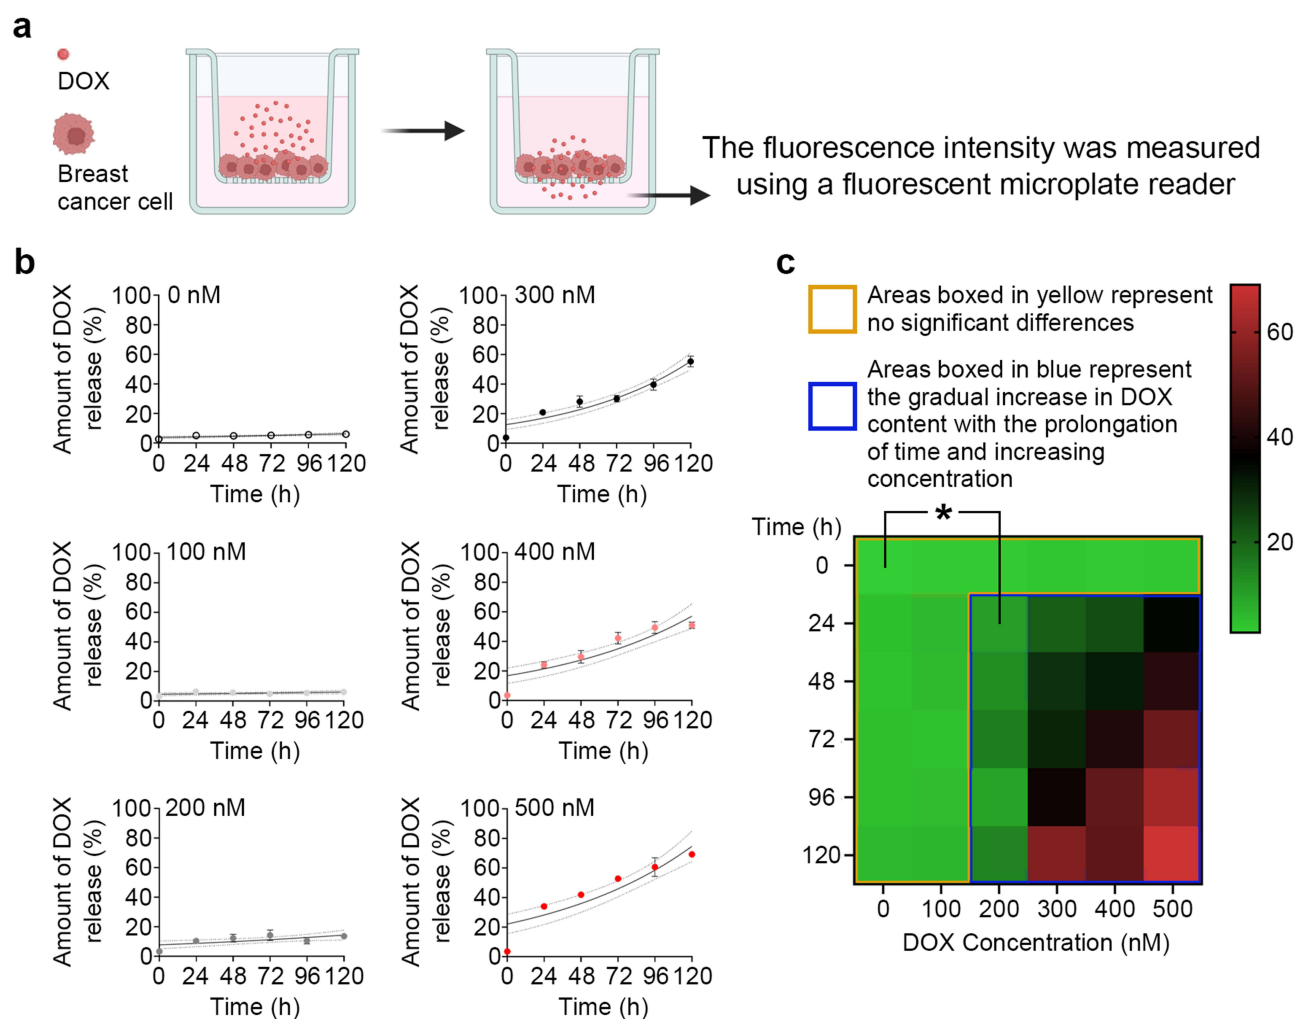 a
DOX
Breast
cancer cell
The fluorescence intensity was measured
using a fluorescent microplate reader
b
Amount of DOX
release (%)
100
80
60
40
20
0
0 nM
0 24 48 72 96 120
Time (h)
Amount of DOX
release (%)
100
80
60
40
20
0
300 nM
0 24 48 72 96 120
Time (h)
Amount of DOX
release (%)
100
80
60
40
20
0
100 nM
0 24 48 72 96 120
Time (h)
Amount of DOX
release (%)
100
80
60
40
20
0
400 nM
0 24 48 72 96 120
Time (h)
Amount of DOX
release (%)
100
80
60
40
20
0
200 nM
0 24 48 72 96 120
Time (h)
Amount of DOX
release (%)
100
80
60
40
20
0
500 nM
0 24 48 72 96 120
Time (h)
c
Areas boxed in yellow represent
no significant differences
Areas boxed in blue represent
the gradual increase in DOX
content with the prolongation
of time and increasing
concentration
60
40
20
*
Time (h)
0
24
48
72
96
120
0 100 200 300 400 500
DOX Concentration (nM)